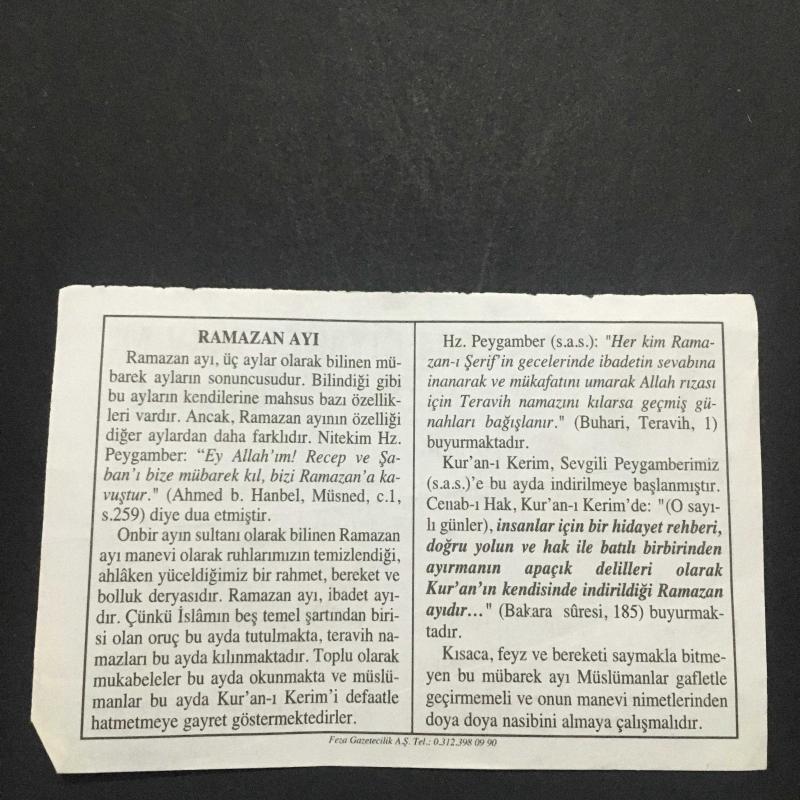 RAMAZAN AYI
Ramazan ayı, üç aylar olarak bilinen mü-
barek ayların sonuncusudur. Bilindiği gibi
bu ayların kendilerine mahsus bazı özellik-
leri vardır. Ancak, Ramazan ayının özelliği
diğer aylardan daha farklıdır. Nitekim Hz.
Peygamber: “Ey Allah'ım! Recep ve Şa-
ban'ı bize mübarek kıl, bizi Ramazan'a ka-
vuştur." (Ahmed b. Hanbel, Müsned, c.1,
s.259) diye dua etmiştir.
Onbir ayın sultanı olarak bilinen Ramazan
ayı manevi olarak ruhlarımızın temizlendiği,
ahlâken yüceldiğimiz bir rahmet, bereket ve
bolluk deryasıdır. Ramazan ayı, ibadet ayı-
dır. Çünkü İslâmın beş temel şartından biri-
si olan oruç bu ayda tutulmakta, teravih na-
mazları bu ayda kılınmaktadır. Toplu olarak
mukabeleler bu ayda okunmakta ve müslü-
manlar bu ayda Kur'an-ı Kerim'i defaatle
hatmetmeye gayret göstermektedirler.
Hz. Peygamber (s.a.s.): "Her kim Rama-
zan-ı Şerif'in gecelerinde ibadetin sevabına
inanarak ve mükafatını umarak Allah rızası
için Teravih namazını kılarsa geçmiş gü-
nahları bağışlanır." (Buhari, Teravih, 1)
buyurmaktadır.
Kur'an-ı Kerim, Sevgili Peygamberimiz
(s.a.s.)'e bu ayda indirilmeye başlanmıştır.
Cenab-ı Hak, Kur'an-ı Kerim'de: "(O sayı-
lı günler), insanlar için bir hidayet rehberi,
doğru yolun ve hak ile batılı birbirinden
ayırmanın apaçık delilleri olarak
Kur'an'ın kendisinde indirildiği Ramazan
ayıdır..." (Bakara sûresi, 185) buyurmak-
tadır.
Kısaca, feyz ve bereketi saymakla bitme-
yen bu mübarek ayı Müslümanlar gafletle
geçirmemeli ve onun manevi nimetlerinden
doya doya nasibini almaya çalışmalıdır.
Feza Gazetecilik A.Ş. Tel.: 0.312.398 09 90